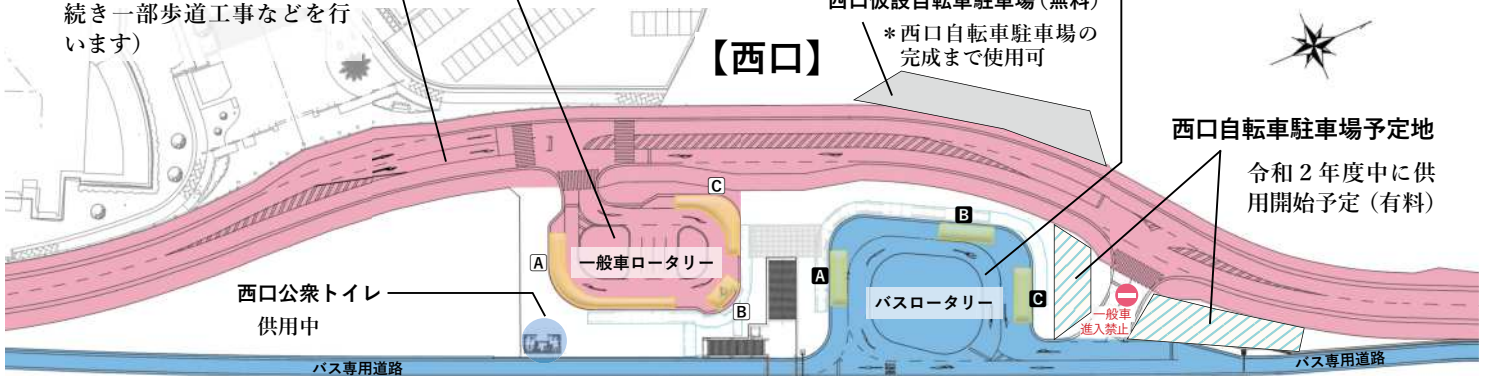 続き一部歩道工事などを行
います)
西口仮設自転車駐車場(無料)
*西口自転車駐車場の
完成まで使用可
【西口】
西口自転車駐車場予定地
令和2年度中に供
用開始予定(有料)
C
B
A
一般車ロータリー
A
バスロータリー
C
B
西口公衆トイレ
供用中
一般車
進入禁止
バス専用道路
バス専用道路